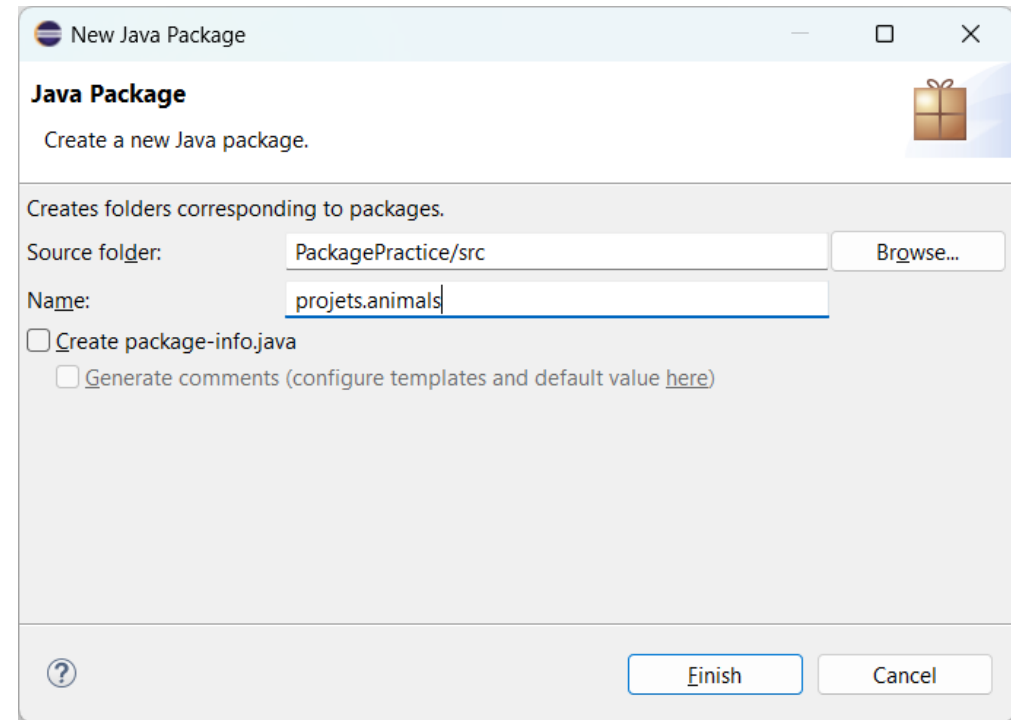 New Java Package
Java Package
Create a new Java package.
Creates folders corresponding to packages.
Source folder: PackagePractice/src Browse...
Name: projets.animals
Create package-info.java
Generate comments (configure templates and default value here)
? Finish Cancel